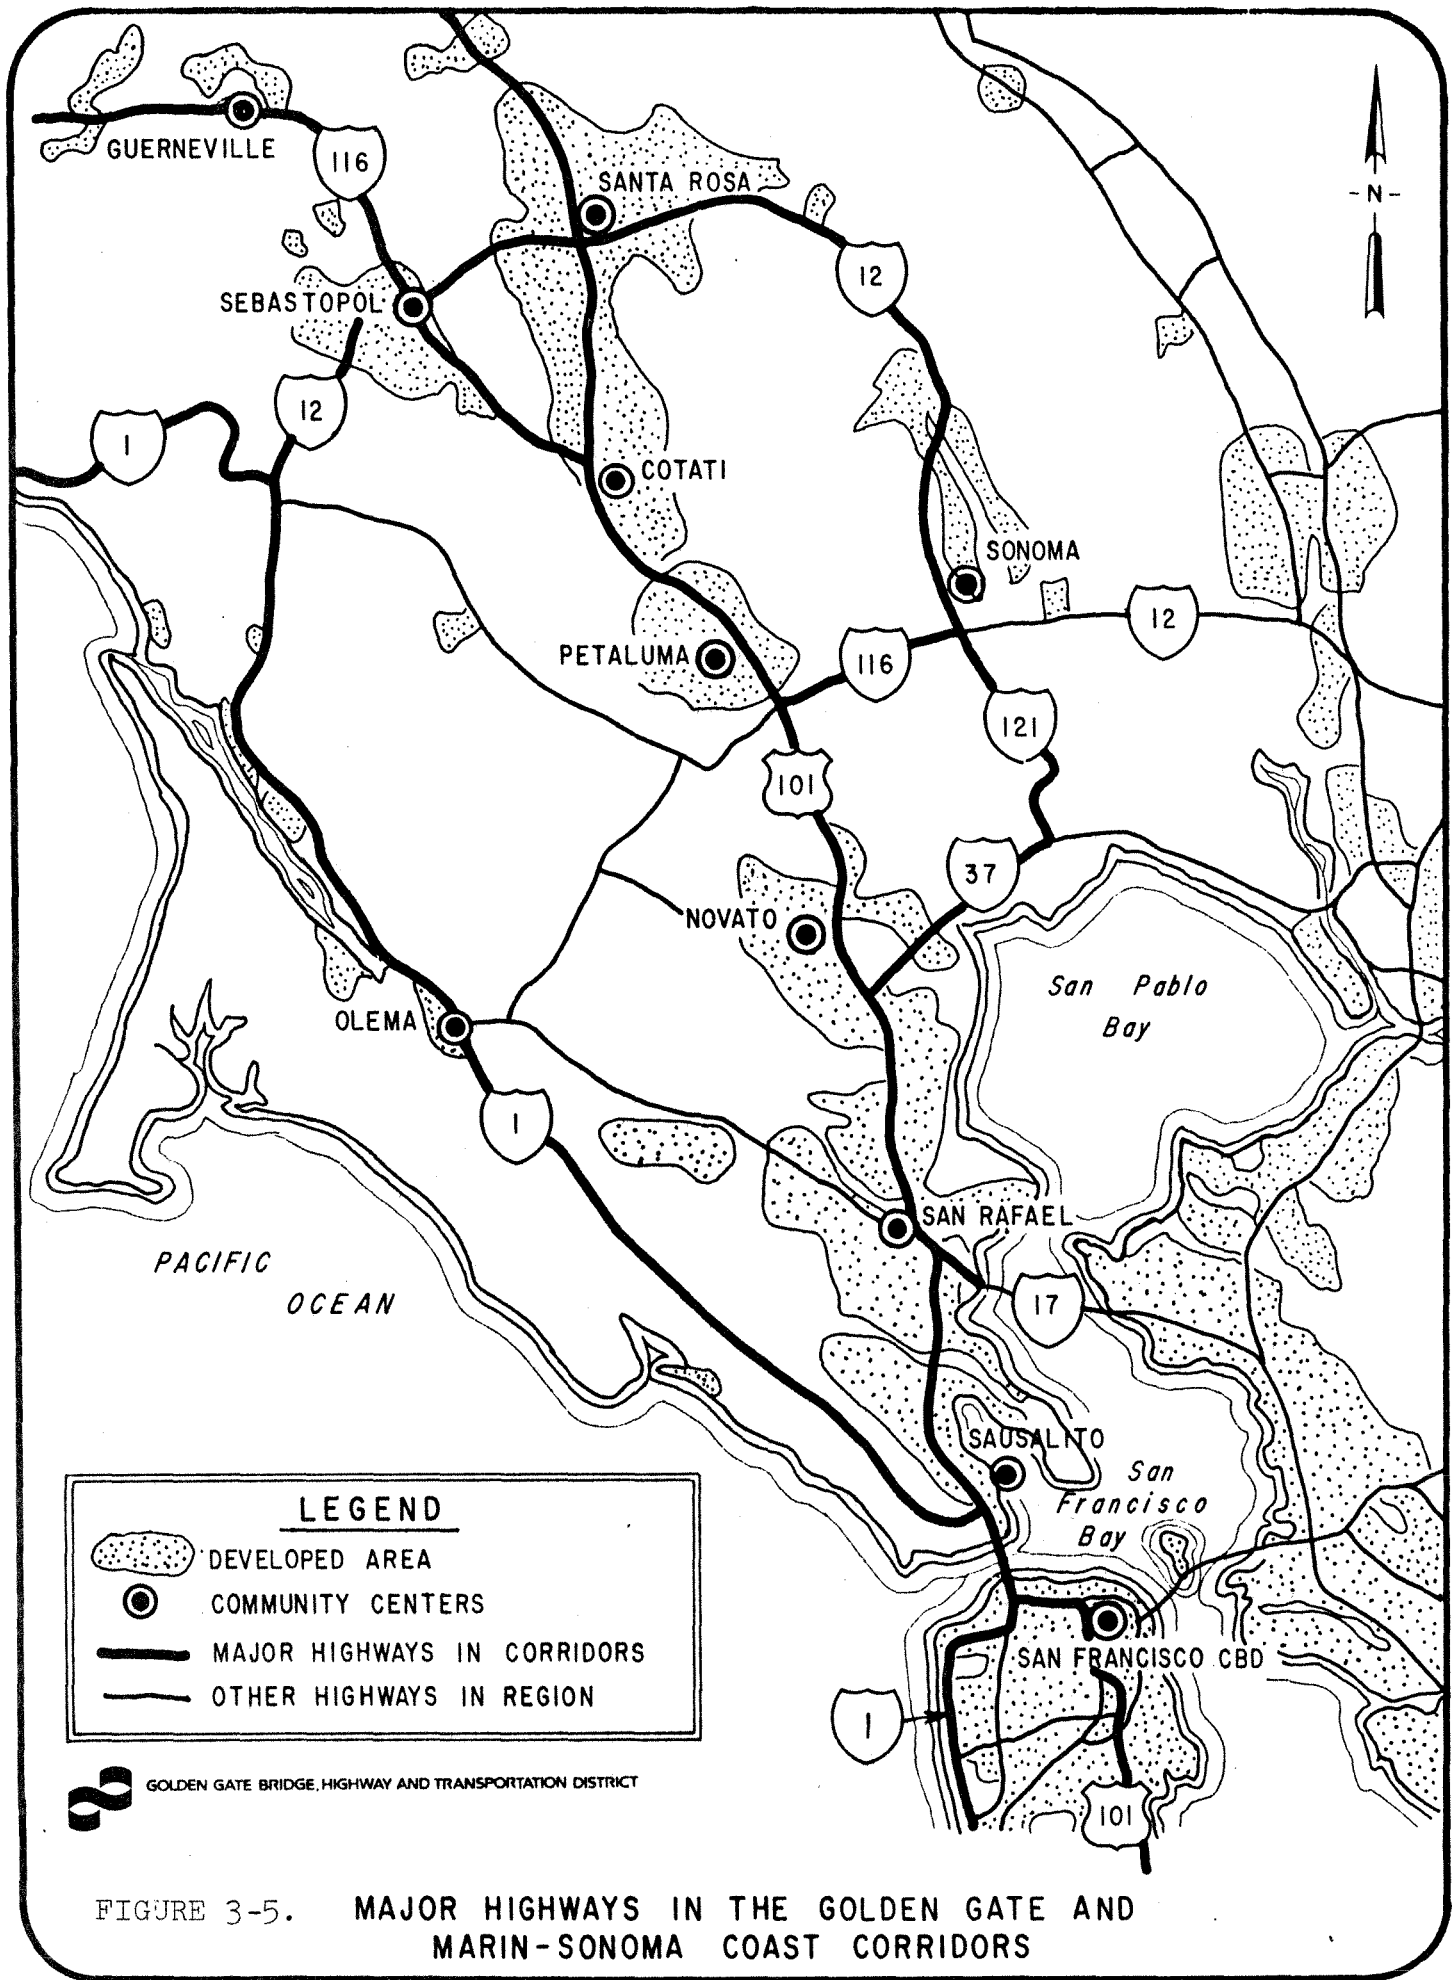 GUERNEVILLE
116
SANTA ROSA
-N-
12
SEBASTOPOL
12
1
COTATI
SONOMA
12
PETALUMA
116
121
101
37
NOVATO
San Pablo
Bay
OLEMA
1
SAN RAFAEL
PACIFIC
OCEAN
17
SAUSALITO
San
Francisco
Bay
LEGEND
DEVELOPED AREA
COMMUNITY CENTERS
MAJOR HIGHWAYS IN CORRIDORS
OTHER HIGHWAYS IN REGION
SAN FRANCISCO CBD
1
101
GOLDEN GATE BRIDGE, HIGHWAY AND TRANSPORTATION DISTRICT
FIGURE 3-5. MAJOR HIGHWAYS IN THE GOLDEN GATE AND
MARIN-SONOMA COAST CORRIDORS